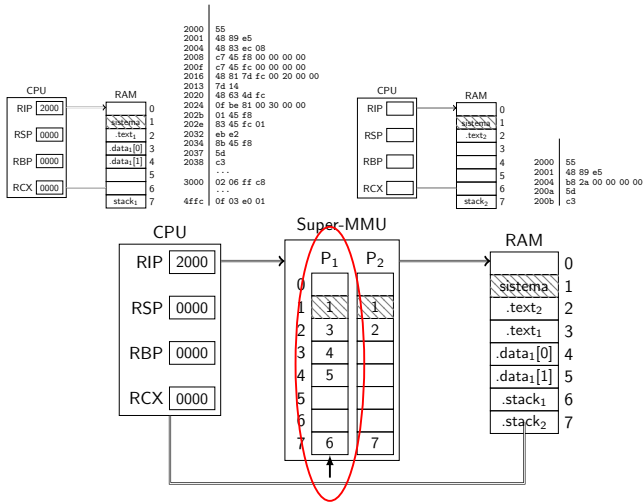 CPU
RIP 2000
RSP 0000
RBP 0000
RCX 0000
RAM
0
sistema 1
.text1 2
.data1[0] 3
.data1[1] 4
5
6
stack1 7
2000 55
2001 48 89 e5
2004 48 83 ec 08
2008 c7 45 f8 00 00 00 00
200f c7 45 fc 00 00 00 00
2016 48 81 7d fc 00 20 00 00
2013 7d 14
2020 48 63 4d fc
2024 0f be 81 00 30 00 00
202b 01 45 f8
202e 83 45 fc 01
2032 eb e2
2034 8b 45 f8
2037 5d
2038 c3
...
3000 02 06 ff c8
...
4ffc 0f 03 e0 01
CPU
RIP
RSP
RBP
RCX
RAM
0
sistema 1
.text2 2
3
4
5
6
stack2 7
2000 55
2001 48 89 e5
2004 b8 2a 00 00 00 00
200a 5d
200b c3
CPU
RIP 2000
RSP 0000
RBP 0000
RCX 0000
Super-MMU
P1 P2
0
1 1 1
2 3 2
3 4
4 5
5
6
7 6 7
RAM
0
sistema 1
.text2 2
.text1 3
.data1[0] 4
.data1[1] 5
.stack1 6
.stack2 7